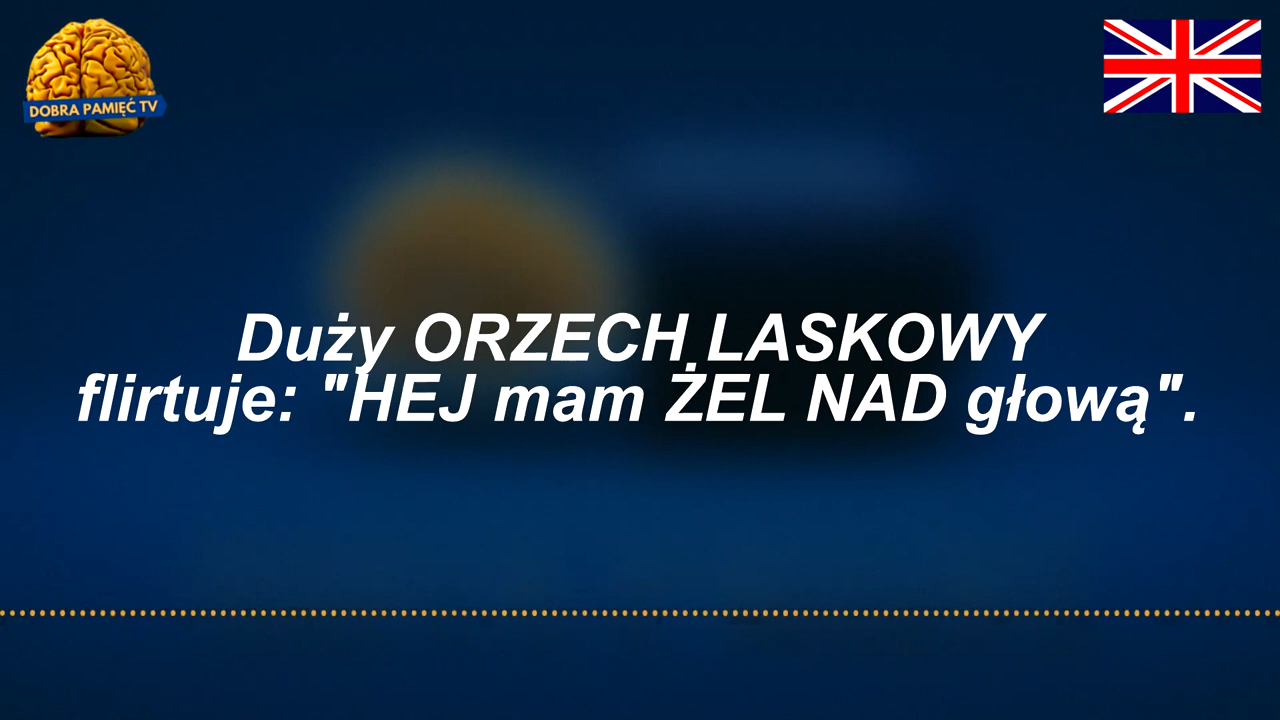 DOBRA PAMIĘĆ TV
Duży ORZECH LASKOWY
flirtuje: "HEJ mam ŻEL NAD głową".